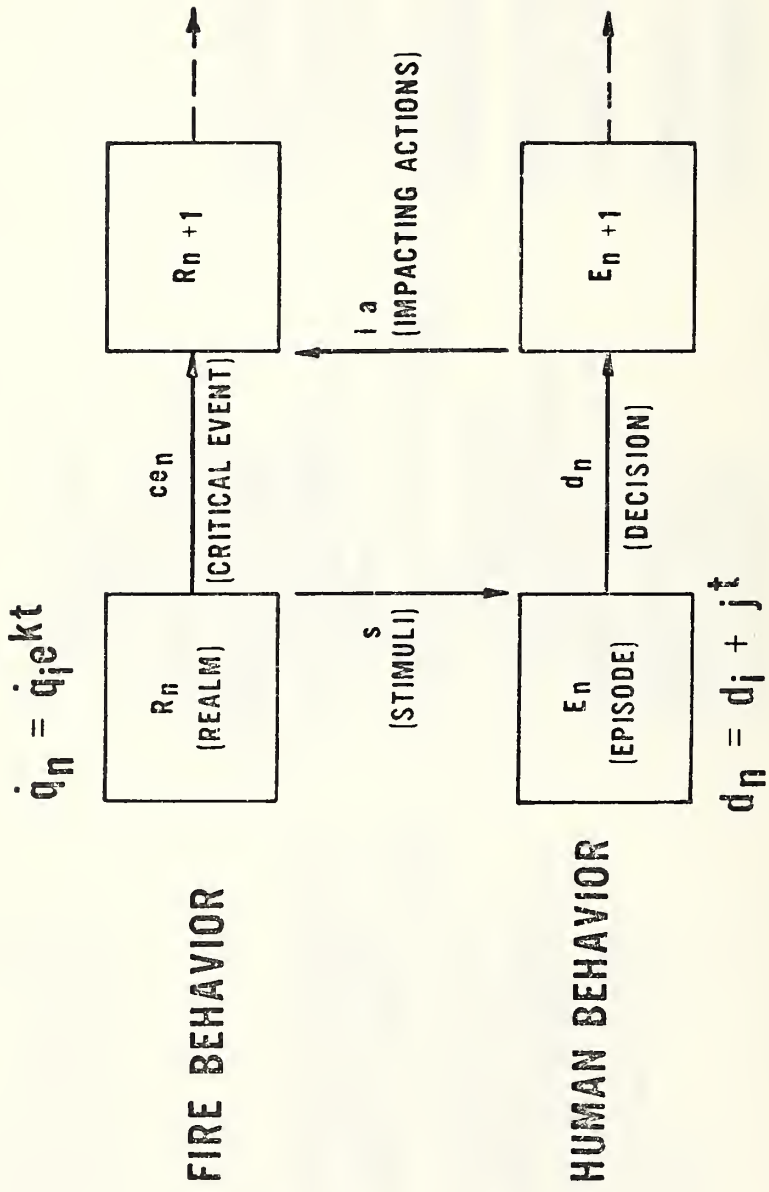 q̇n = q̇ie^kt
FIRE BEHAVIOR
Rn
(REALM)
cen
(CRITICAL EVENT)
Rn + 1
s
(STIMULI)
i a
(IMPACTING ACTIONS)
HUMAN BEHAVIOR
En
(EPISODE)
dn
(DECISION)
En + 1
dn = di + jt